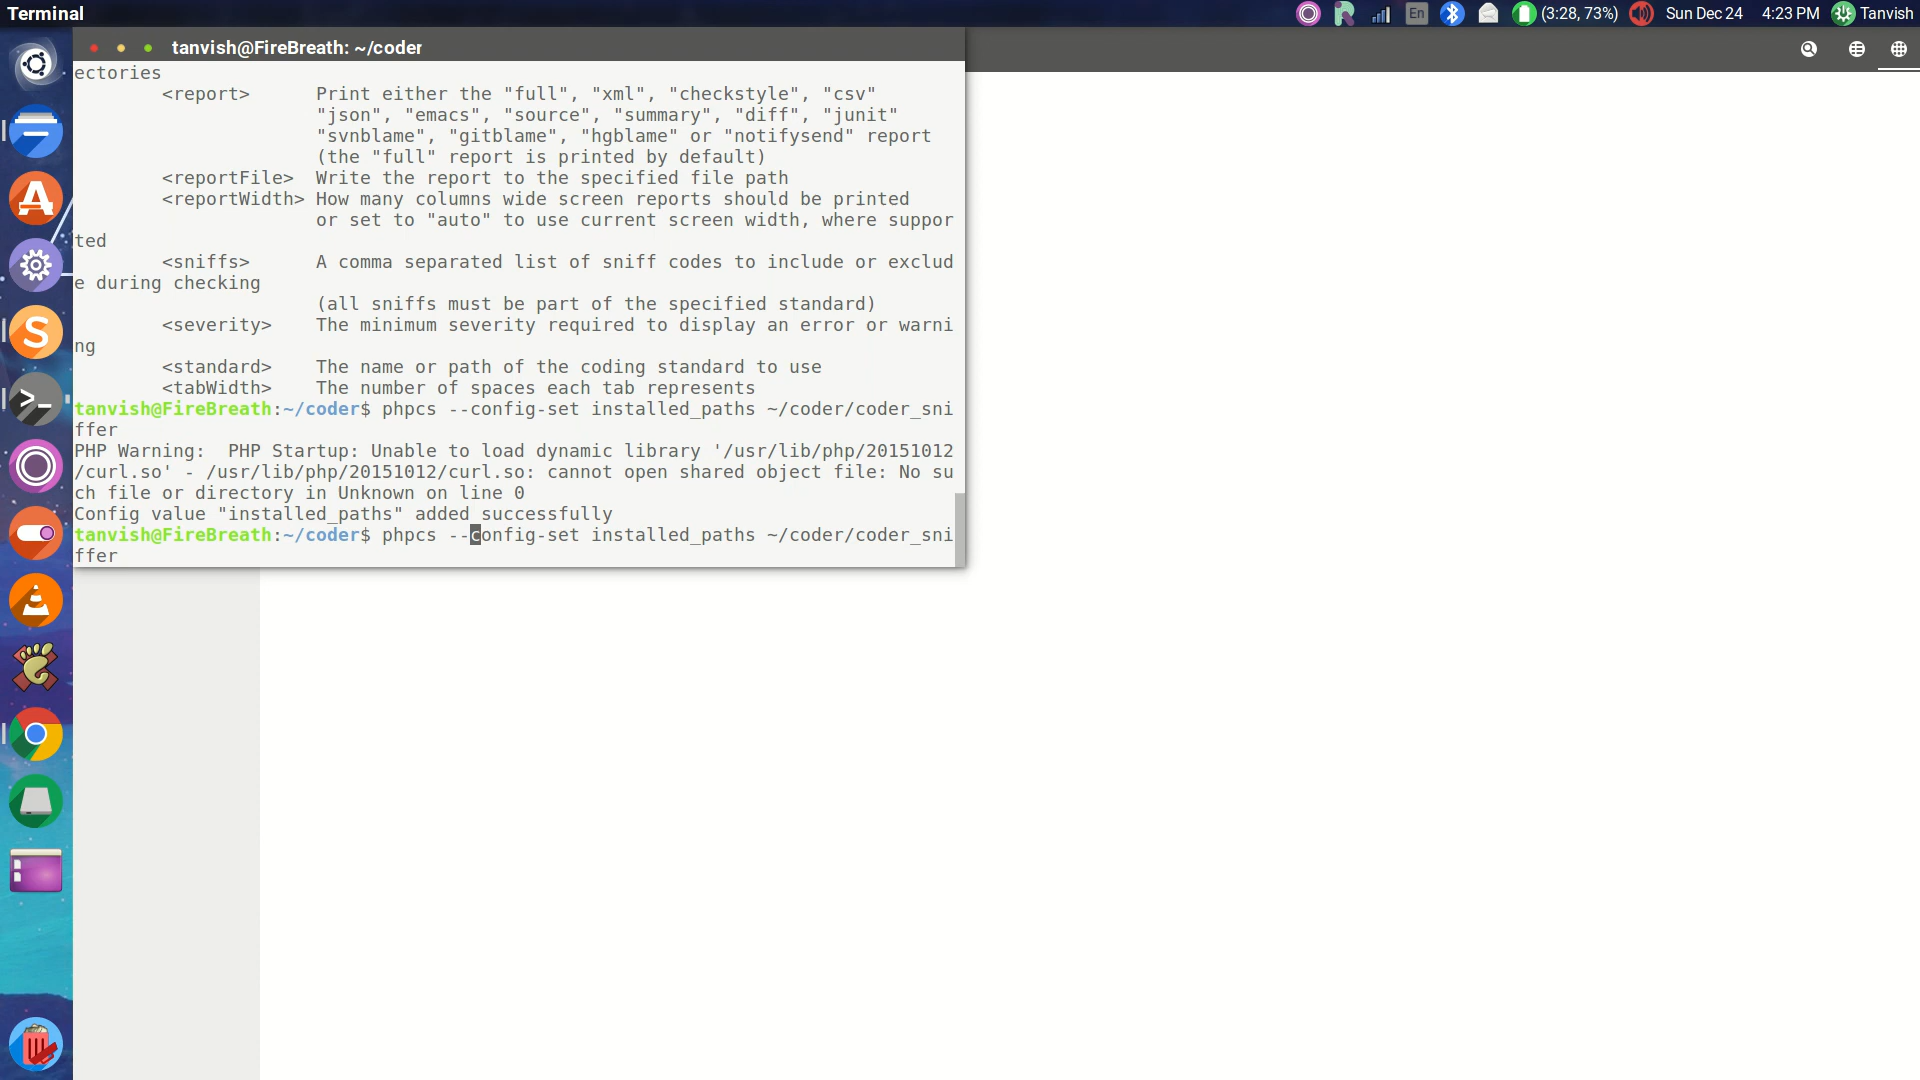 Terminal
En
(3:28, 73%)
Sun Dec 24
4:23 PM
Tanvish
tanvish@FireBreath: ~/coder
ectories
<report> Print either the "full", "xml", "checkstyle", "csv"
"json", "emacs", "source", "summary", "diff", "junit"
"svnblame", "gitblame", "hgblame" or "notifysend" report
(the "full" report is printed by default)
<reportFile> Write the report to the specified file path
<reportWidth> How many columns wide screen reports should be printed
or set to "auto" to use current screen width, where suppor
ted
<sniffs> A comma separated list of sniff codes to include or exclud
e during checking
(all sniffs must be part of the specified standard)
<severity> The minimum severity required to display an error or warni
ng
<standard> The name or path of the coding standard to use
<tabWidth> The number of spaces each tab represents
tanvish@FireBreath:~/coder$ phpcs --config-set installed_paths ~/coder/coder_sni
ffer
PHP Warning:  PHP Startup: Unable to load dynamic library '/usr/lib/php/20151012
/curl.so' - /usr/lib/php/20151012/curl.so: cannot open shared object file: No su
ch file or directory in Unknown on line 0
Config value "installed_paths" added successfully
tanvish@FireBreath:~/coder$ phpcs --config-set installed_paths ~/coder/coder_sni
ffer